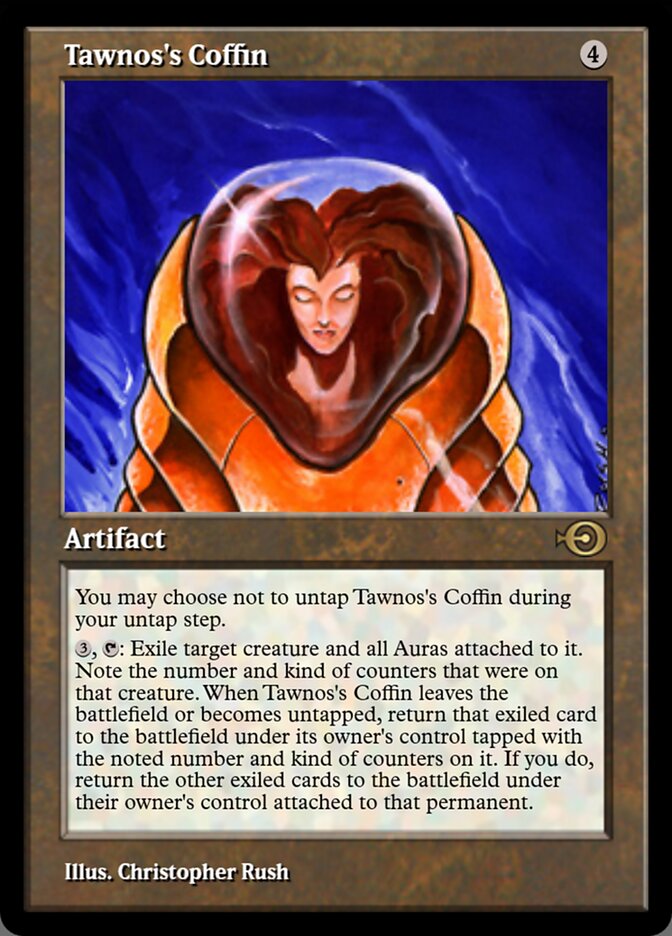 Tawnos's Coffin 4
Artifact
You may choose not to untap Tawnos's Coffin during
your untap step.
3, : Exile target creature and all Auras attached to it.
Note the number and kind of counters that were on
that creature. When Tawnos's Coffin leaves the
battlefield or becomes untapped, return that exiled card
to the battlefield under its owner's control tapped with
the noted number and kind of counters on it. If you do,
return the other exiled cards to the battlefield under
their owner's control attached to that permanent.
Illus. Christopher Rush